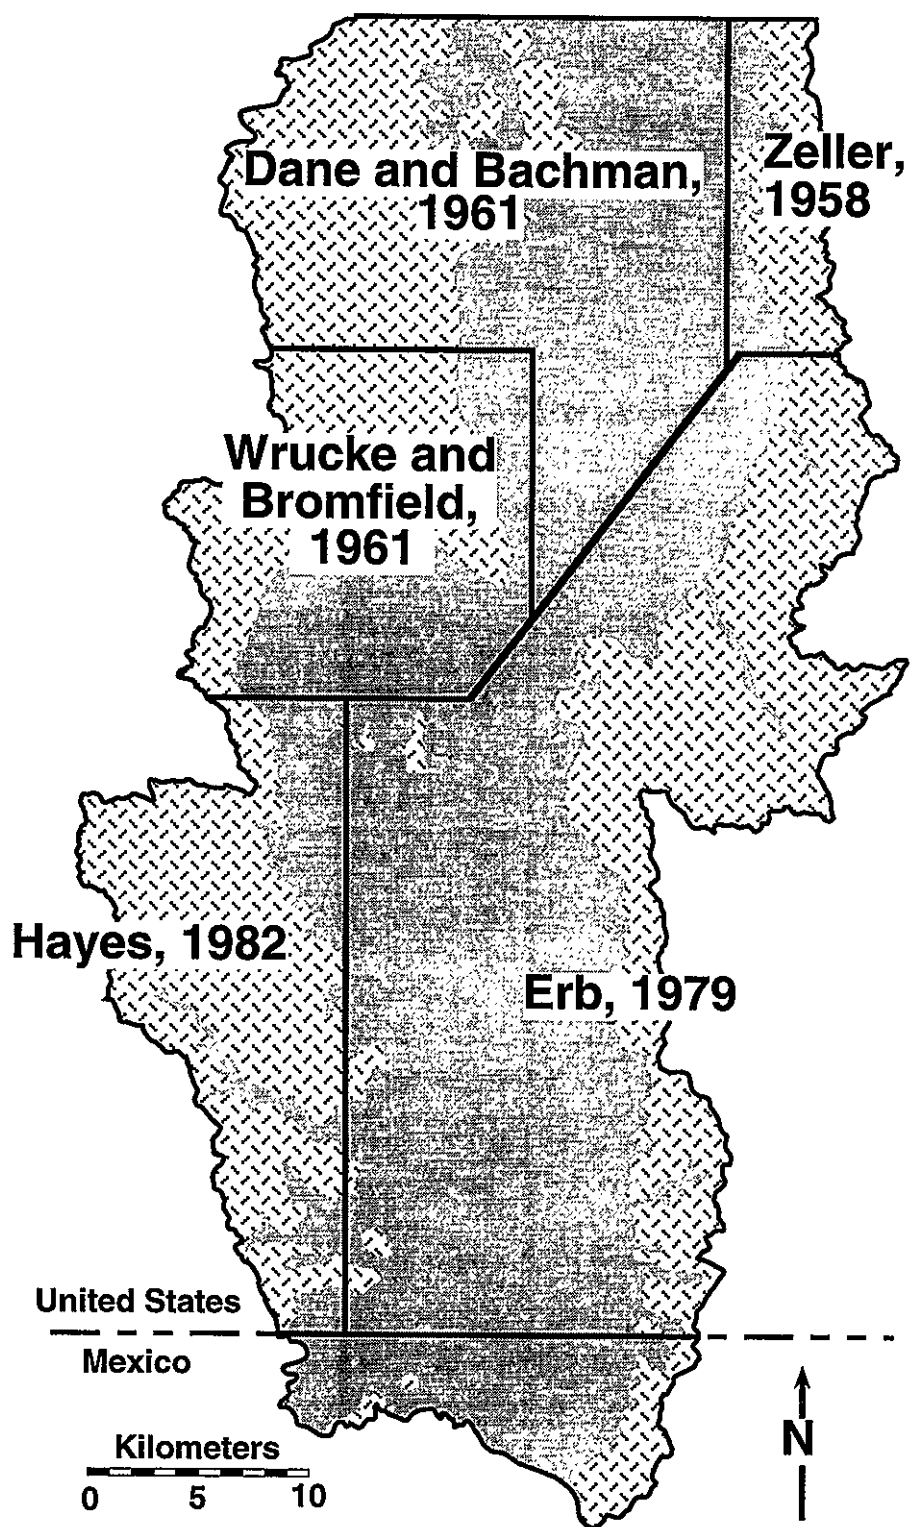 Dane and Bachman,
1961
Zeller,
1958
Wrucke and
Bromfield,
1961
Hayes, 1982
Erb, 1979
United States
Mexico
Kilometers
0 5 10
N